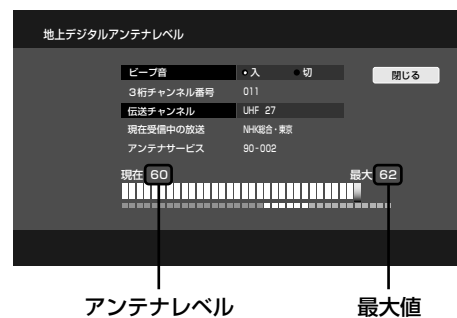 地上デジタルアンテナレベル
ビープ音 入 切 閉じる
3桁チャンネル番号 011
伝送チャンネル UHF 27
現在受信中の放送 NHK総合・東京
アンテナサービス 90-002
現在 60 最大 62
アンテナレベル 最大値